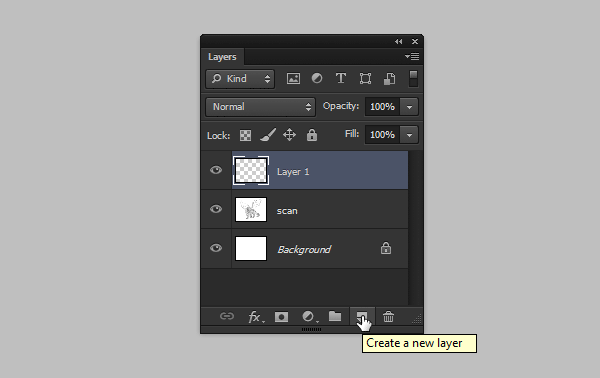 Layers
Kind
T
Normal Opacity: 100%
Lock: Fill: 100%
Layer 1
scan
Background
fx
Create a new layer